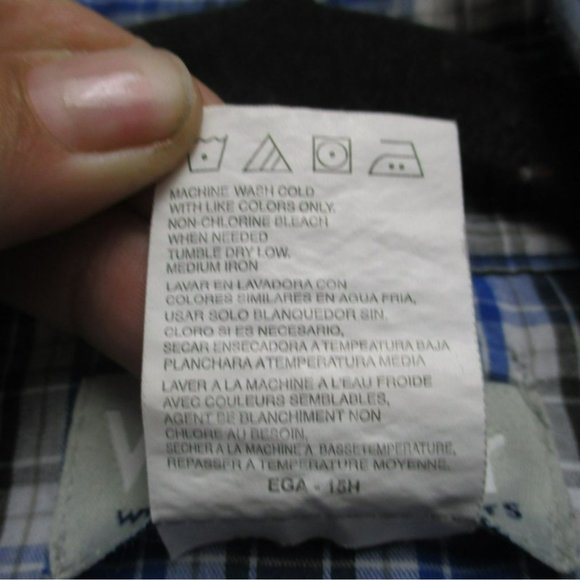 MACHINE WASH COLD
WITH LIKE COLORS ONLY.
NON-CHLORINE BLEACH
WHEN NEEDED
TUMBLE DRY LOW.
MEDIUM IRON
LAVAR EN LAVADORA CON
COLORES SIMILARES EN AGUA FRIA,
USAR SOLO BLANQUEDOR SIN,
CLORO SI ES NECESARIO,
SECAR ENSECADORA A TEMPEATURA BAJA
PLANCHARA A TEMPERATURA MEDIA
LAVER A LA MACHINE A L'EAU FROIDE
AVEC COULEURS SEMBLABLES,
AGENT BE BLANCHIMENT NON
CHLORE AU BESOIN,
SECHER A LA MACHINE A BASSETEMPERATURE,
REPASSER A TEMPERATURE MOYENNE.
EGA - 15H